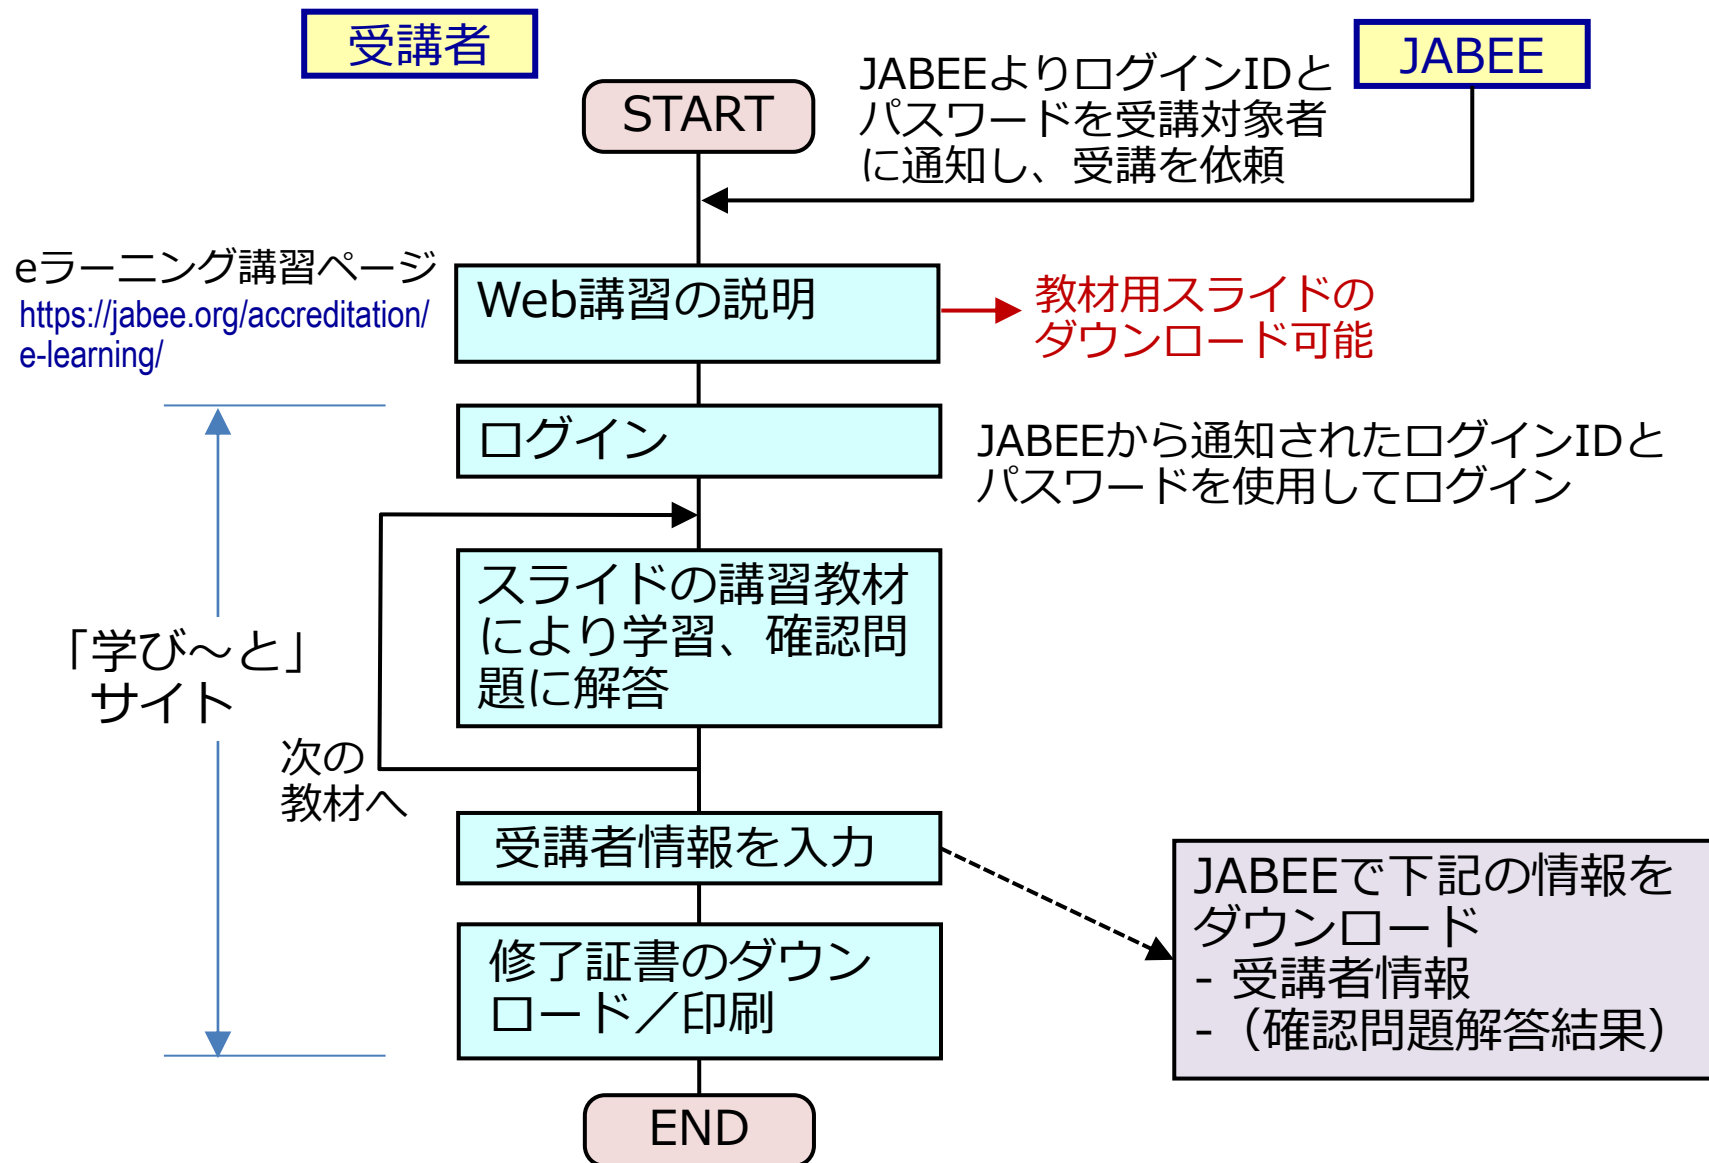 受講者
JABEE
JABEEよりログインIDと
パスワードを受講対象者
に通知し、受講を依頼
START
eラーニング講習ページ
https://jabee.org/accreditation/
e-learning/
Web講習の説明
教材用スライドの
ダウンロード可能
ログイン
JABEEから通知されたログインIDと
パスワードを使用してログイン
スライドの講習教材
により学習、確認問
題に解答
「学び～と」
サイト
次の
教材へ
受講者情報を入力
JABEEで下記の情報を
ダウンロード
- 受講者情報
-（確認問題解答結果）
修了証書のダウン
ロード／印刷
END